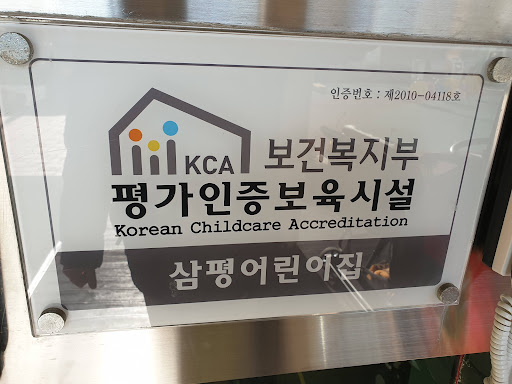 인증번호 : 제2010-04118호
KCA 보건복지부
평가인증보육시설
Korean Childcare Accreditation
삼평어린이집